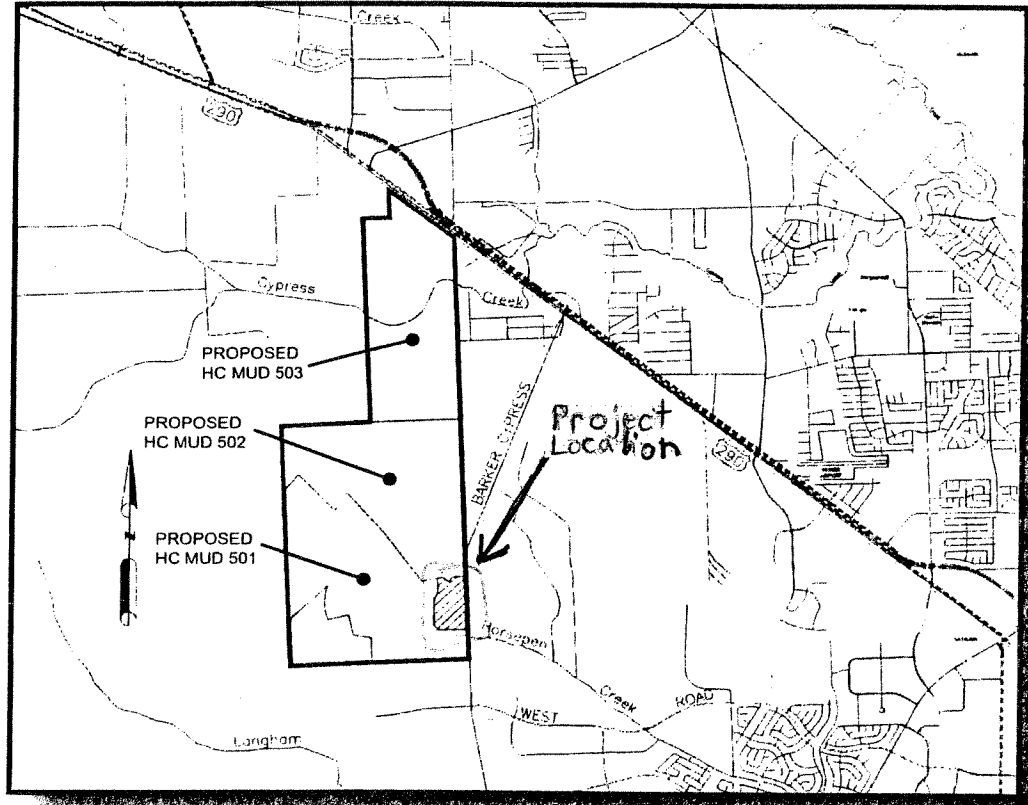 Creek
290
Cypress
Creek
PROPOSED
HC MUD 503
PROPOSED
HC MUD 502
BARKER CYPRESS
Project
Location
290
N
PROPOSED
HC MUD 501
Horsepen
Creek
ROAD
WEST
Langham